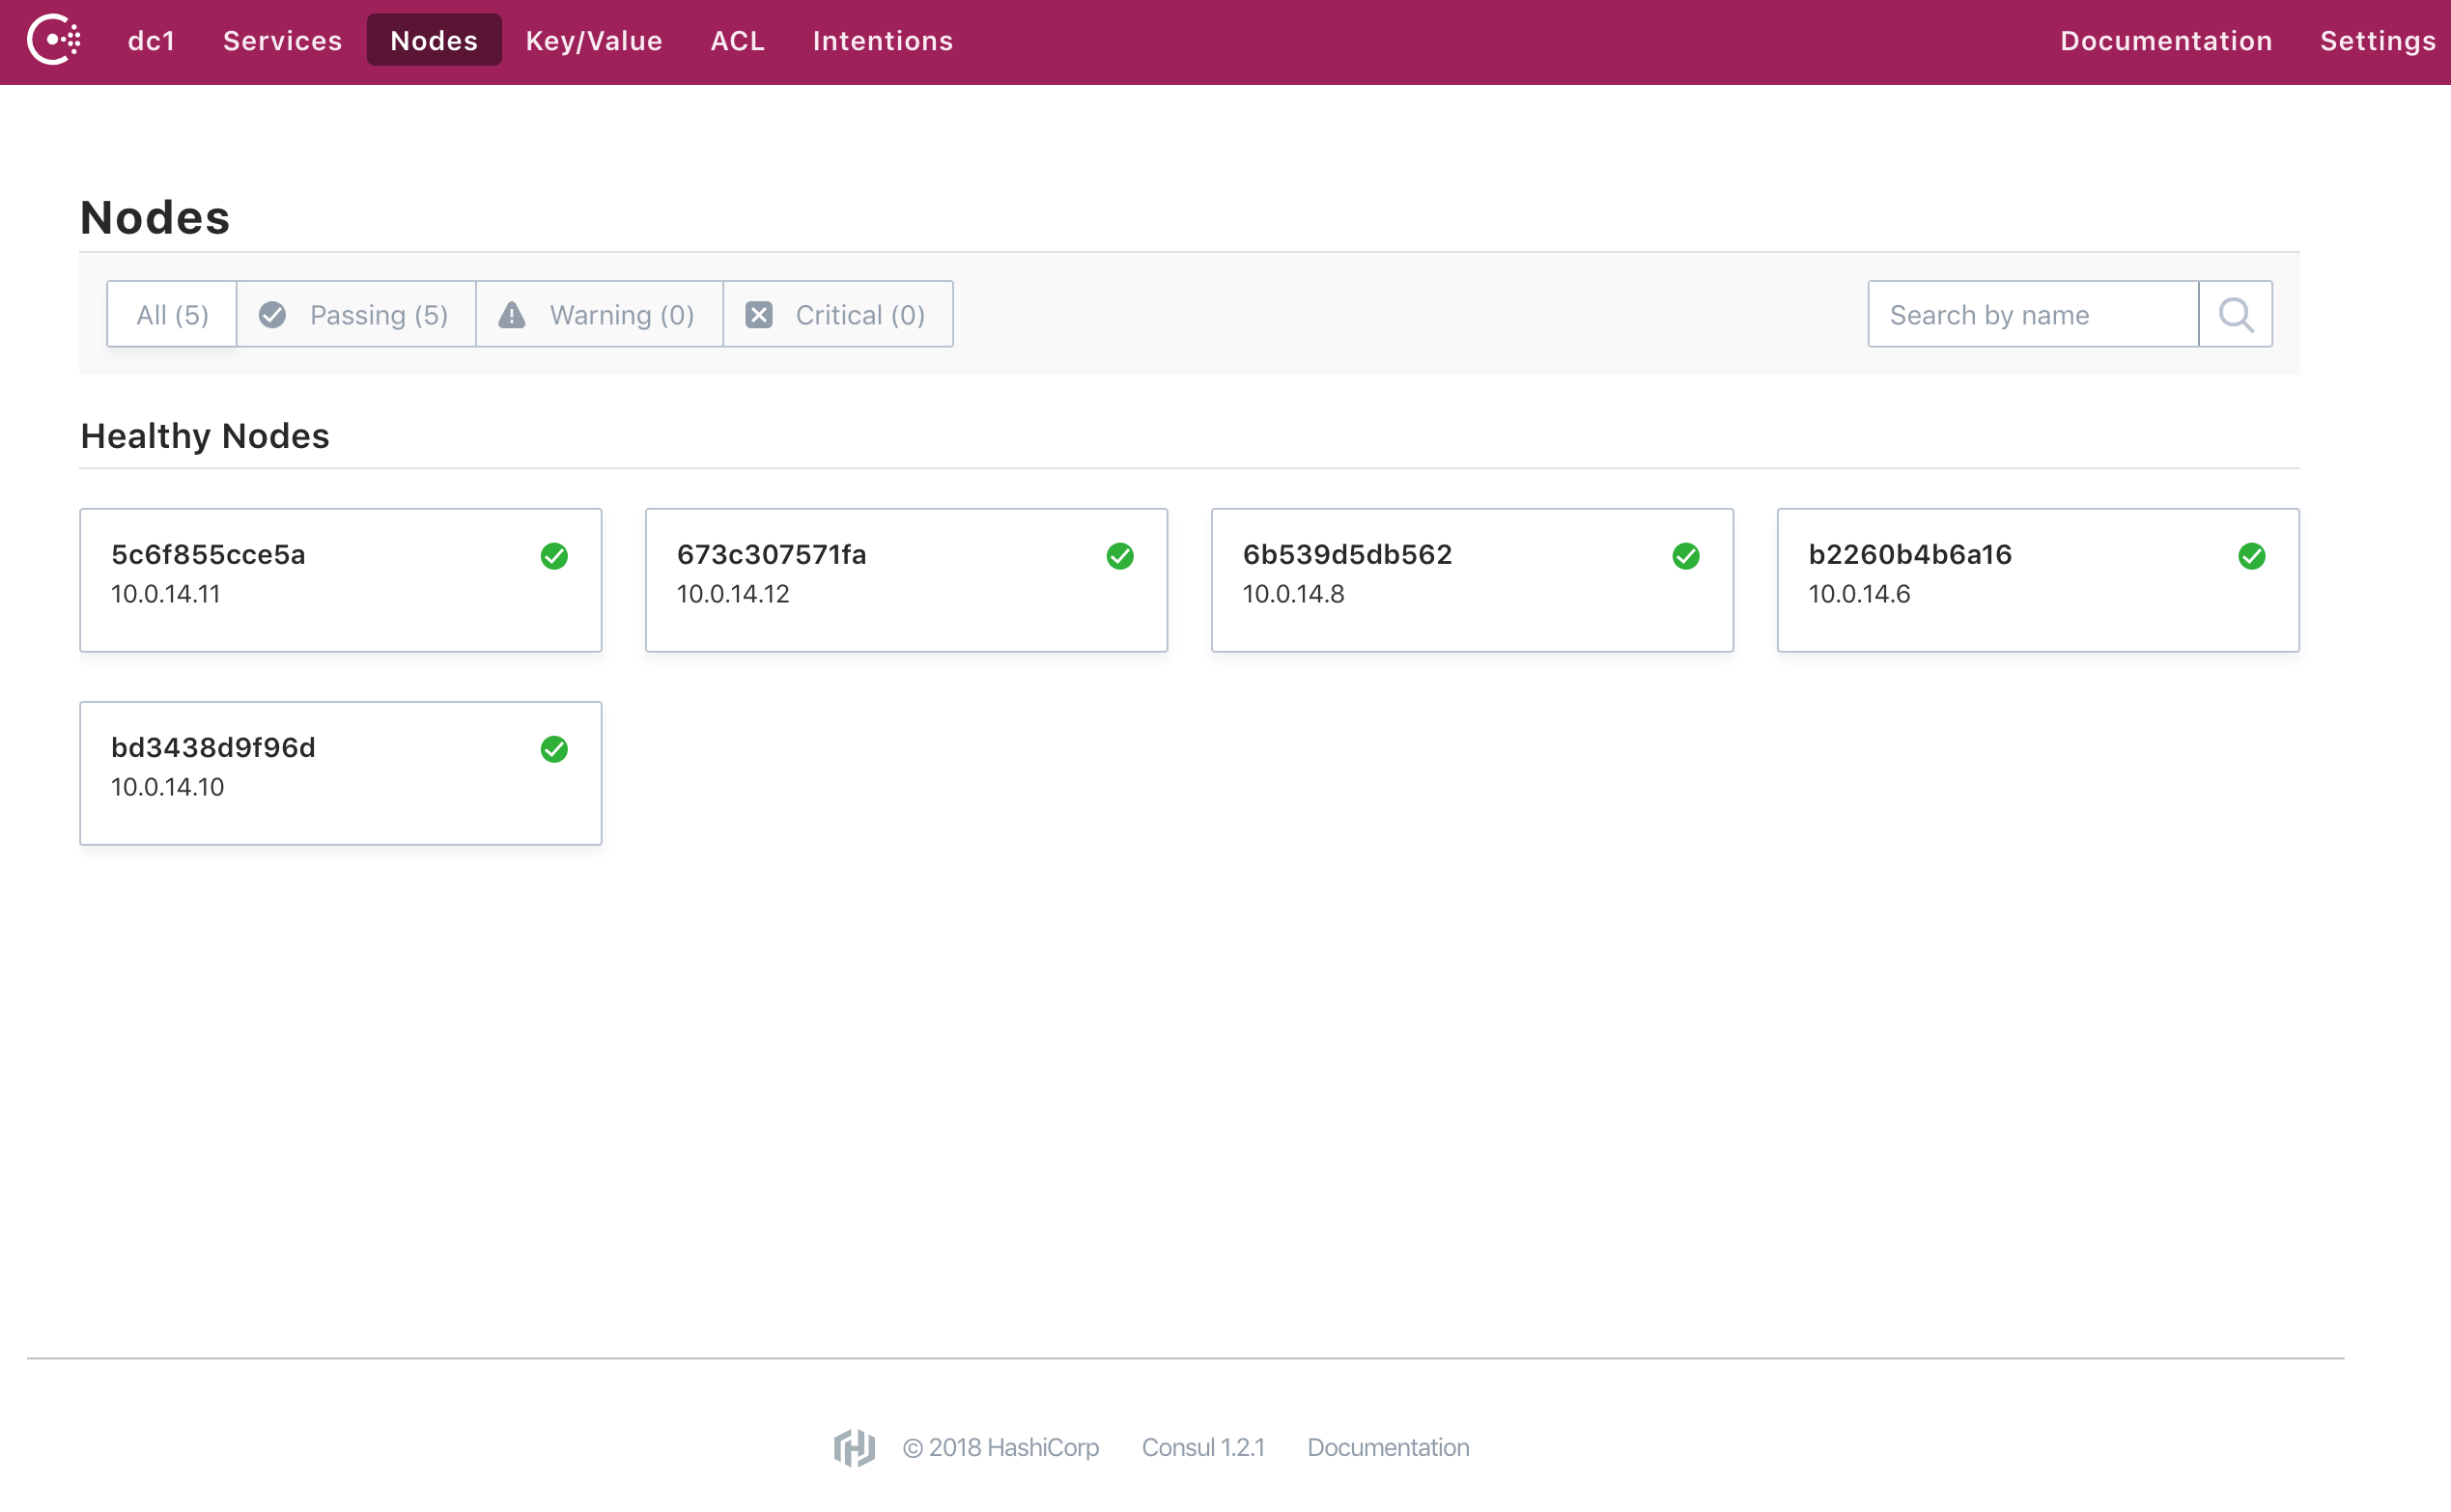 dc1 Services Nodes Key/Value ACL Intentions Documentation Settings
Nodes
All (5) Passing (5) Warning (0) Critical (0) Search by name
Healthy Nodes
5c6f855cce5a 673c307571fa 6b539d5db562 b2260b4b6a16
10.0.14.11 10.0.14.12 10.0.14.8 10.0.14.6
bd3438d9f96d
10.0.14.10
© 2018 HashiCorp Consul 1.2.1 Documentation